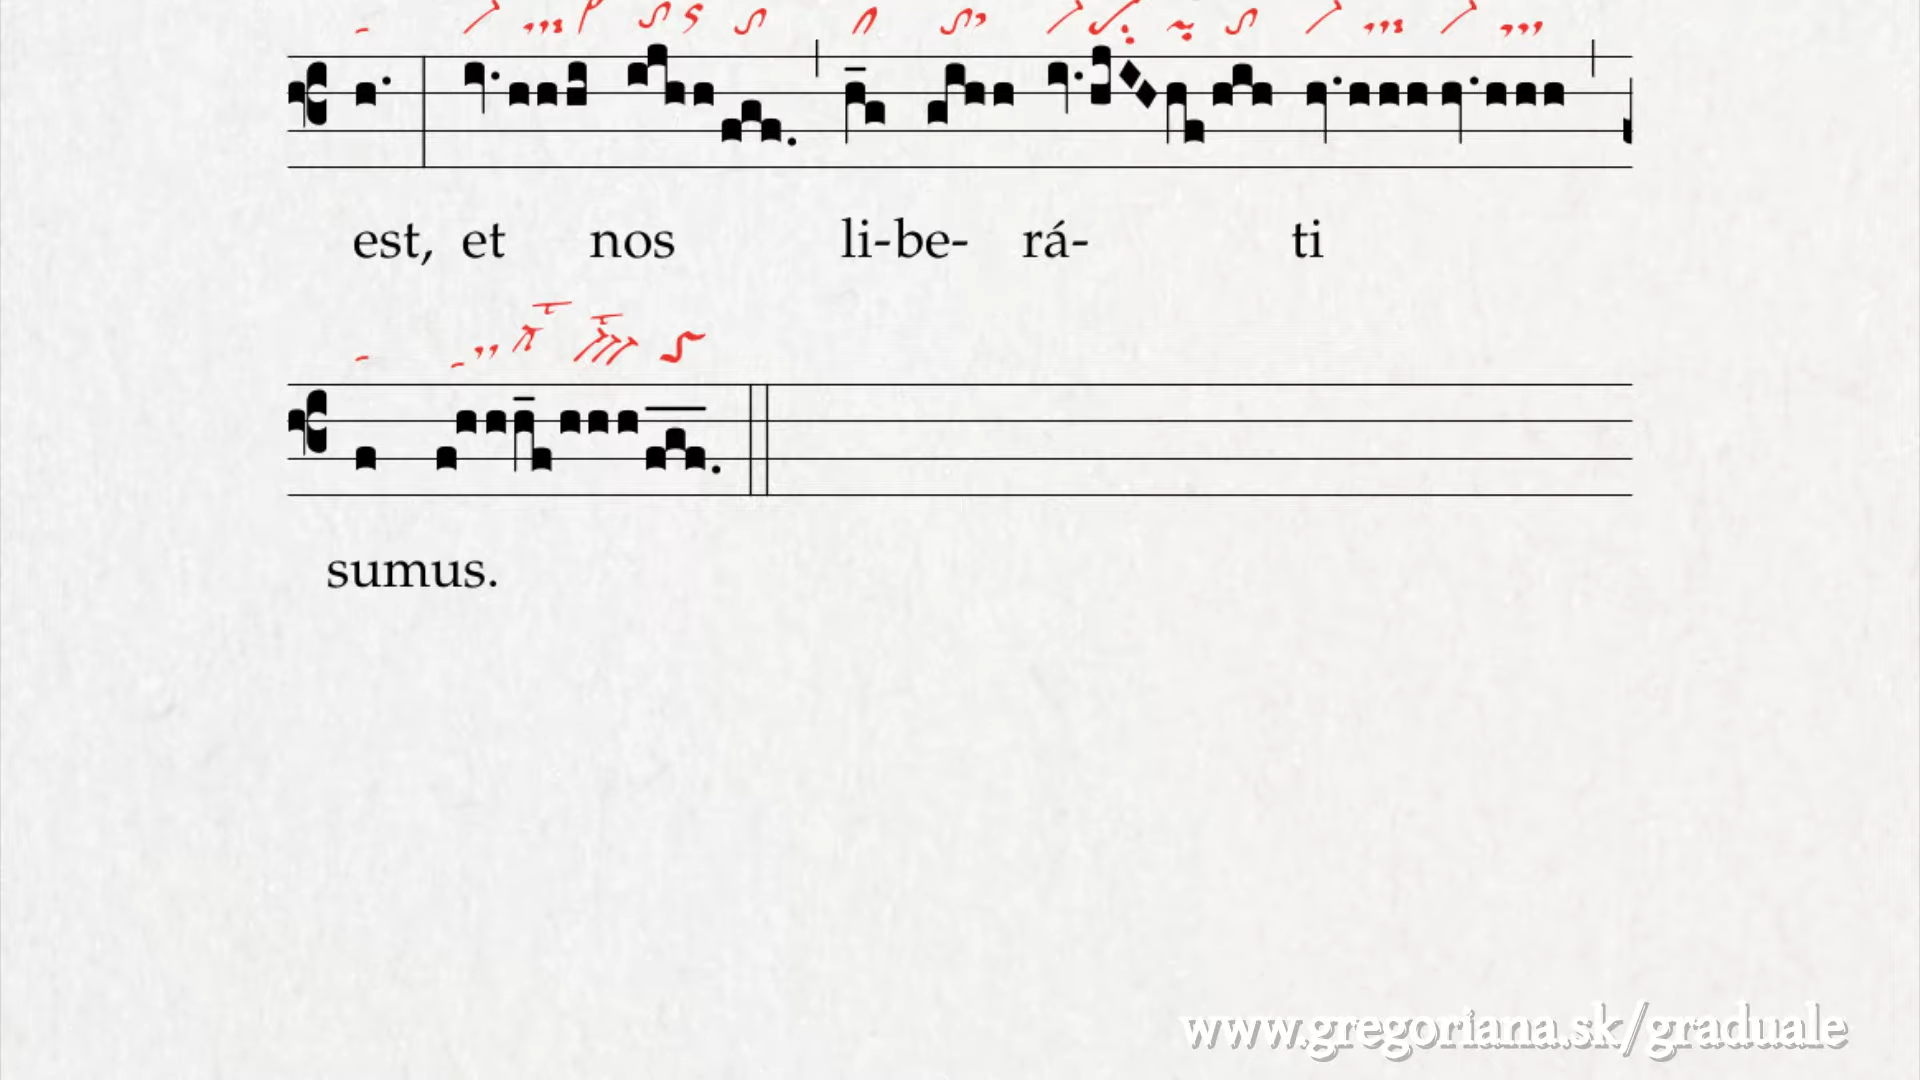 est, et nos li-be- rá- ti
sumus.
www.gregoriana.sk/graduale